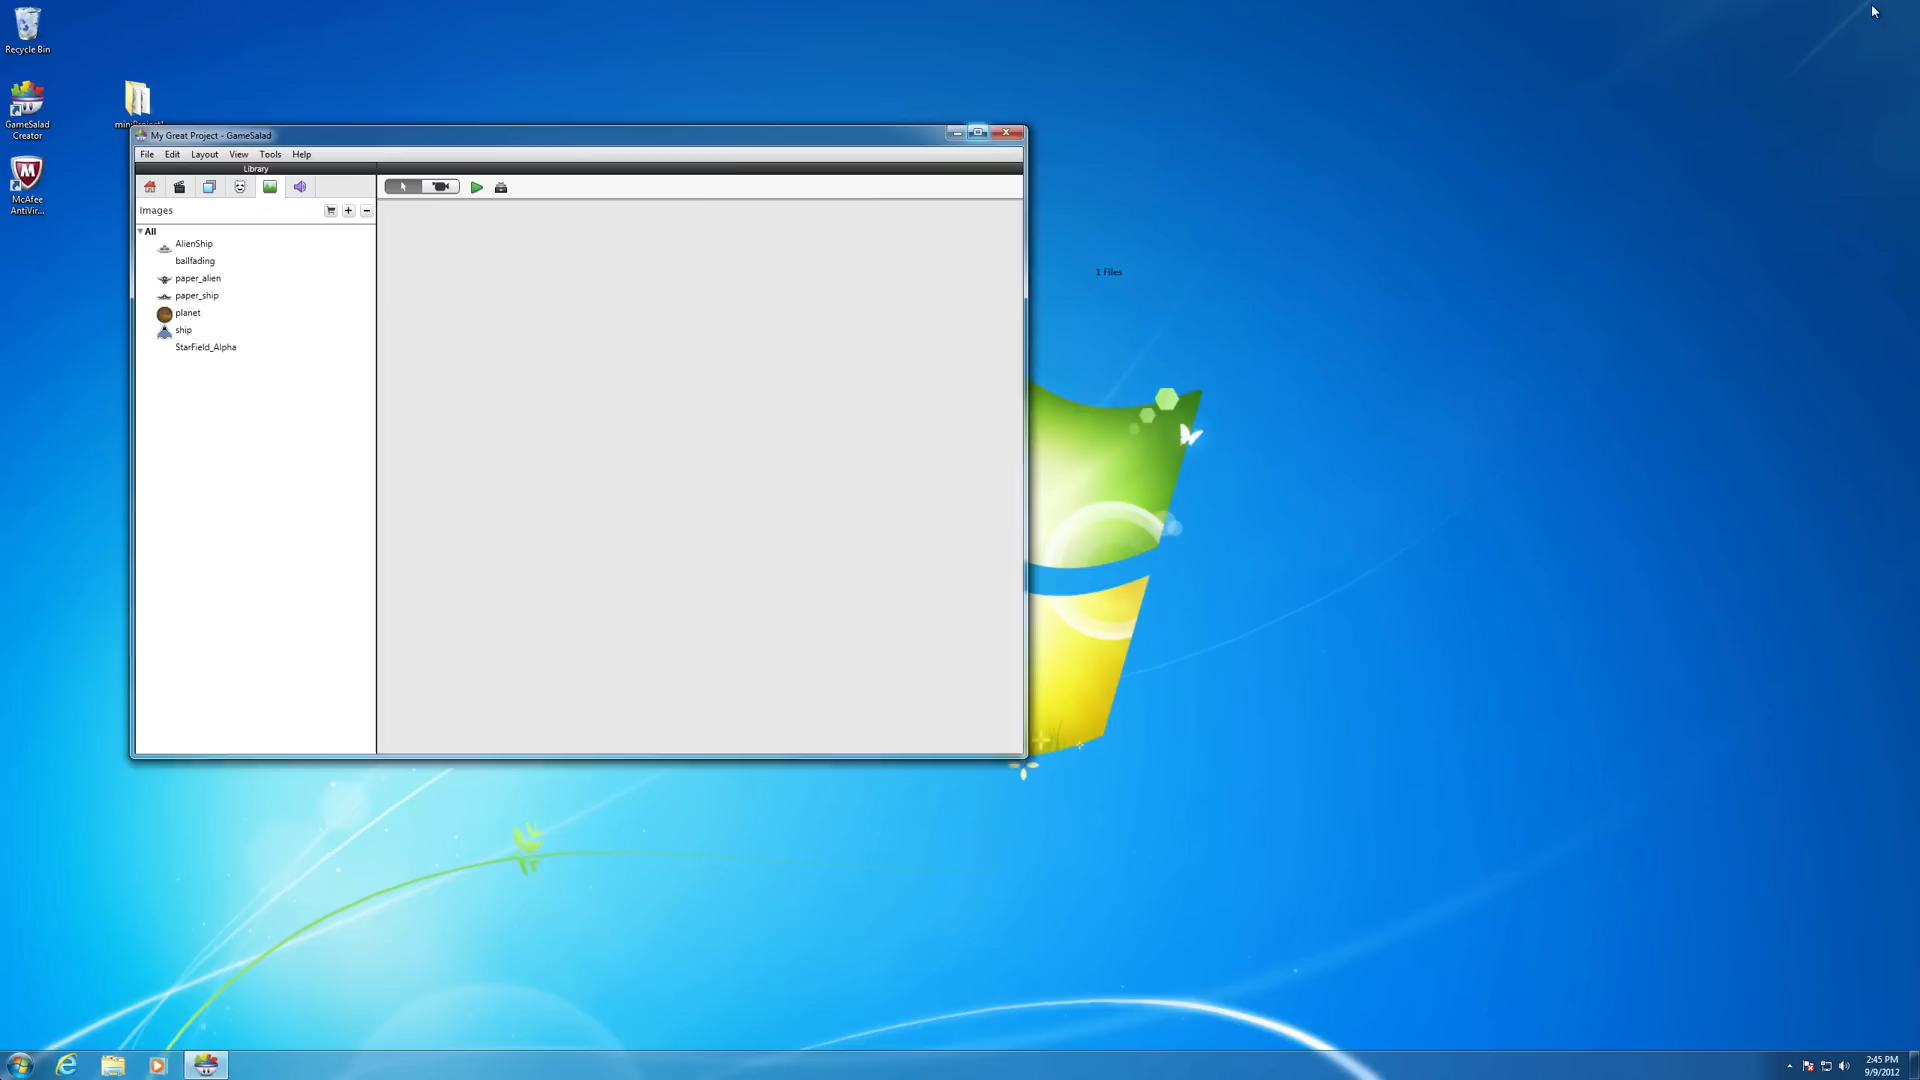 Recycle Bin
GameSalad
Creator
McAfee
AntiVir...
My Great Project - GameSalad
File Edit Layout View Tools Help
Library
Images
All
AlienShip
ballfading
paper_alien
paper_ship
planet
ship
StarField_Alpha
1 Files
2:45 PM
9/9/2012